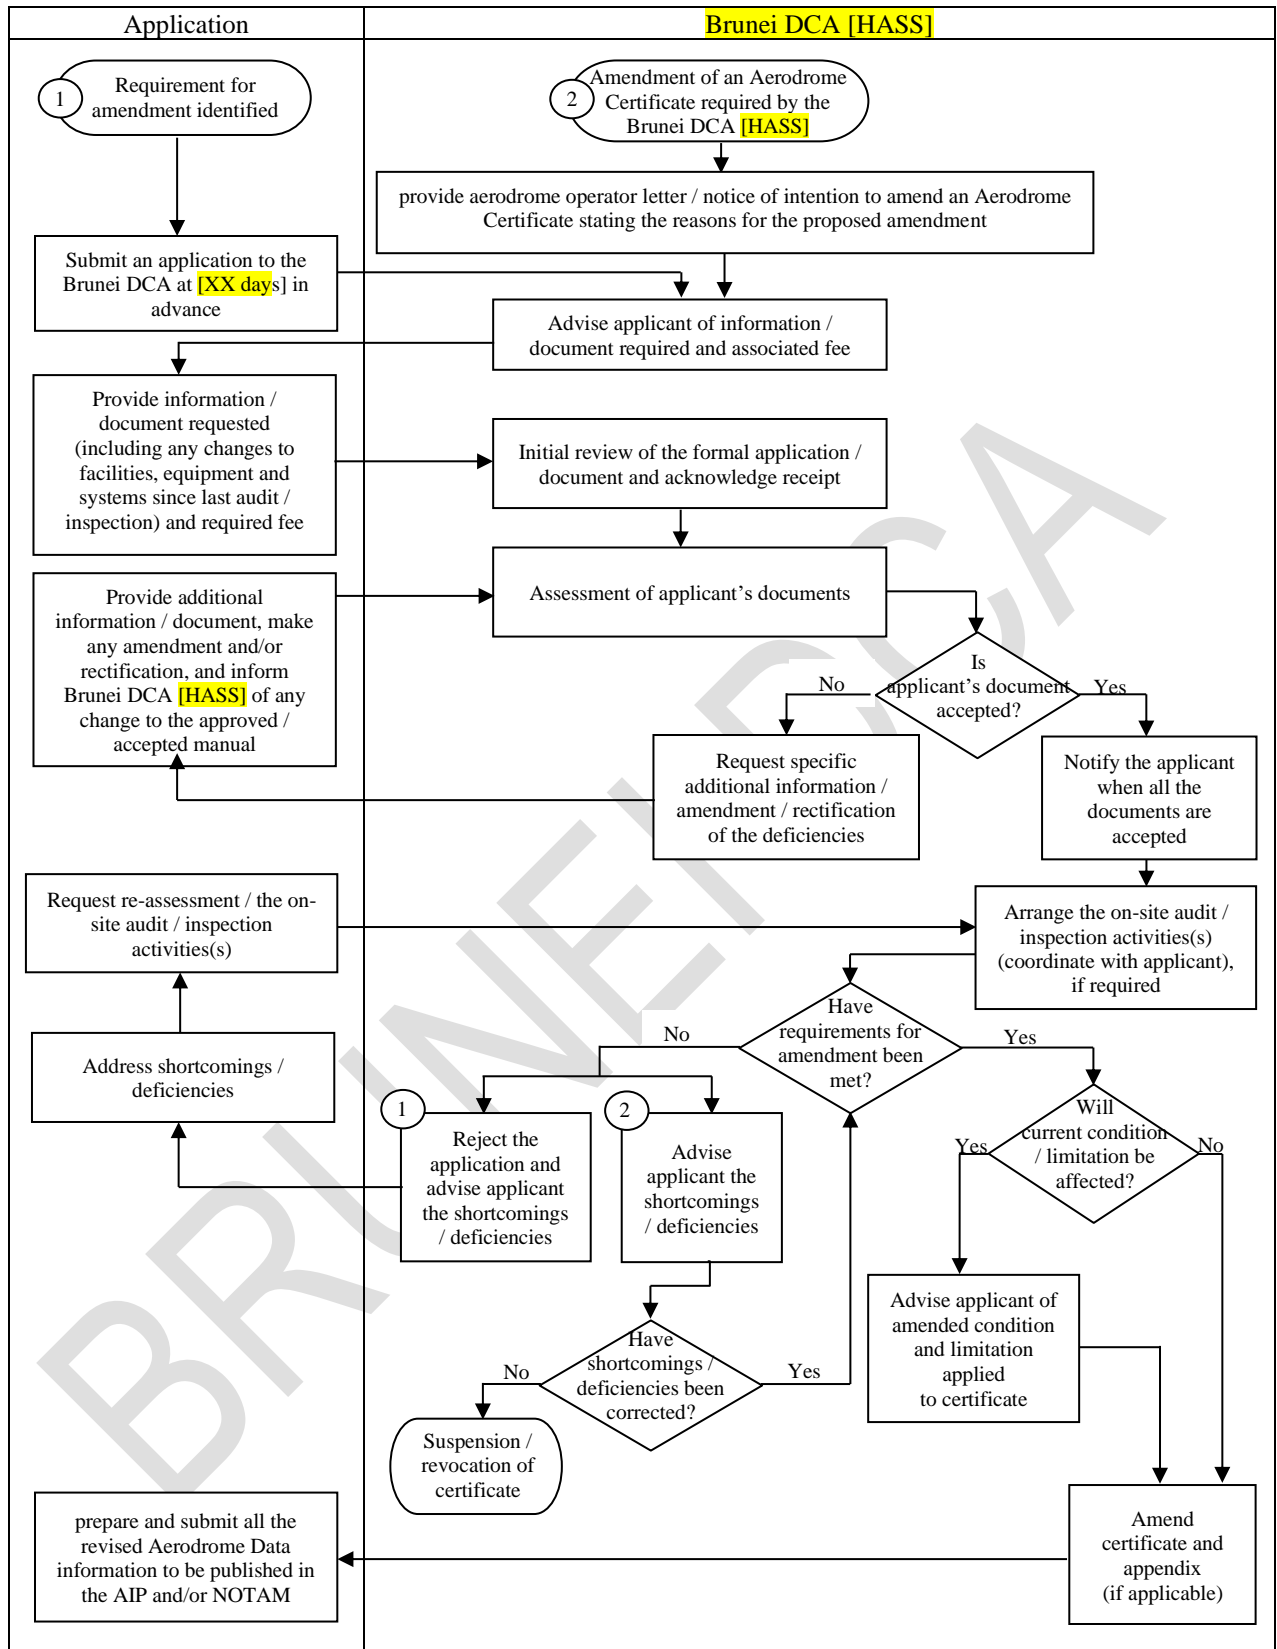 Application
Brunei DCA [HASS]
1
Requirement for
amendment identified
2
Amendment of an Aerodrome
Certificate required by the
Brunei DCA [HASS]
provide aerodrome operator letter / notice of intention to amend an Aerodrome
Certificate stating the reasons for the proposed amendment
Submit an application to the
Brunei DCA at [XX days] in
advance
Advise applicant of information /
document required and associated fee
Provide information /
document requested
(including any changes to
facilities, equipment and
systems since last audit /
inspection) and required fee
Initial review of the formal application /
document and acknowledge receipt
Provide additional
information / document, make
any amendment and/or
rectification, and inform
Brunei DCA [HASS] of any
change to the approved /
accepted manual
Assessment of applicant's documents
Is
applicant's document
accepted?
No
Yes
Request specific
additional information /
amendment / rectification
of the deficiencies
Notify the applicant
when all the
documents are
accepted
Request re-assessment / the on-
site audit / inspection
activities(s)
Arrange the on-site audit /
inspection activities(s)
(coordinate with applicant),
if required
Have
requirements for
amendment been
met?
No
Yes
Address shortcomings /
deficiencies
1
Reject the
application and
advise applicant
the shortcomings
/ deficiencies
2
Advise
applicant the
shortcomings
/ deficiencies
Will
current condition
/ limitation be
affected?
Yes
No
Advise applicant of
amended condition
and limitation
applied
to certificate
Have
shortcomings /
deficiencies been
corrected?
No
Yes
Suspension /
revocation of
certificate
prepare and submit all the
revised Aerodrome Data
information to be published in
the AIP and/or NOTAM
Amend
certificate and
appendix
(if applicable)
BRUNEI DCA